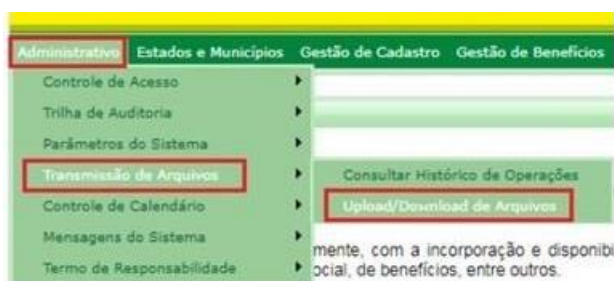 Administrativo Estados e Municípios Gestão de Cadastro Gestão de Benefícios
Controle de Acesso
Trilha de Auditoria
Parâmetros do Sistema
Transmissão de Arquivos Consultar Histórico de Operações
Controle de Calendário Upload/Download de Arquivos
Mensagens do Sistema mente, com a incorporação e disponibi
Termo de Responsabilidade ocial, de benefícios, entre outros.